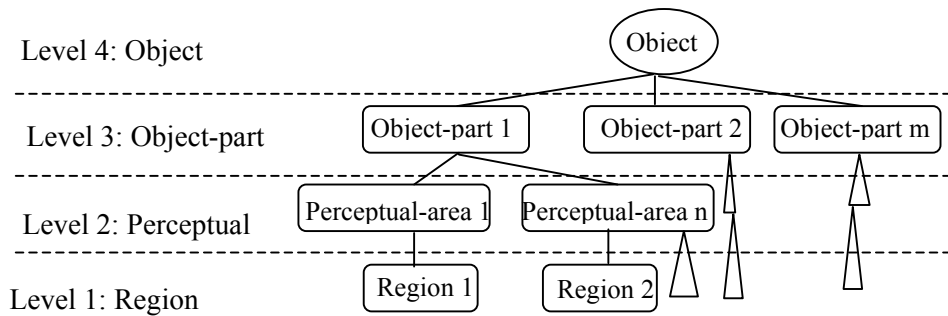 Level 4: Object
Object
Level 3: Object-part
Object-part 1
Object-part 2
Object-part m
Level 2: Perceptual
Perceptual-area 1
Perceptual-area n
Level 1: Region
Region 1
Region 2